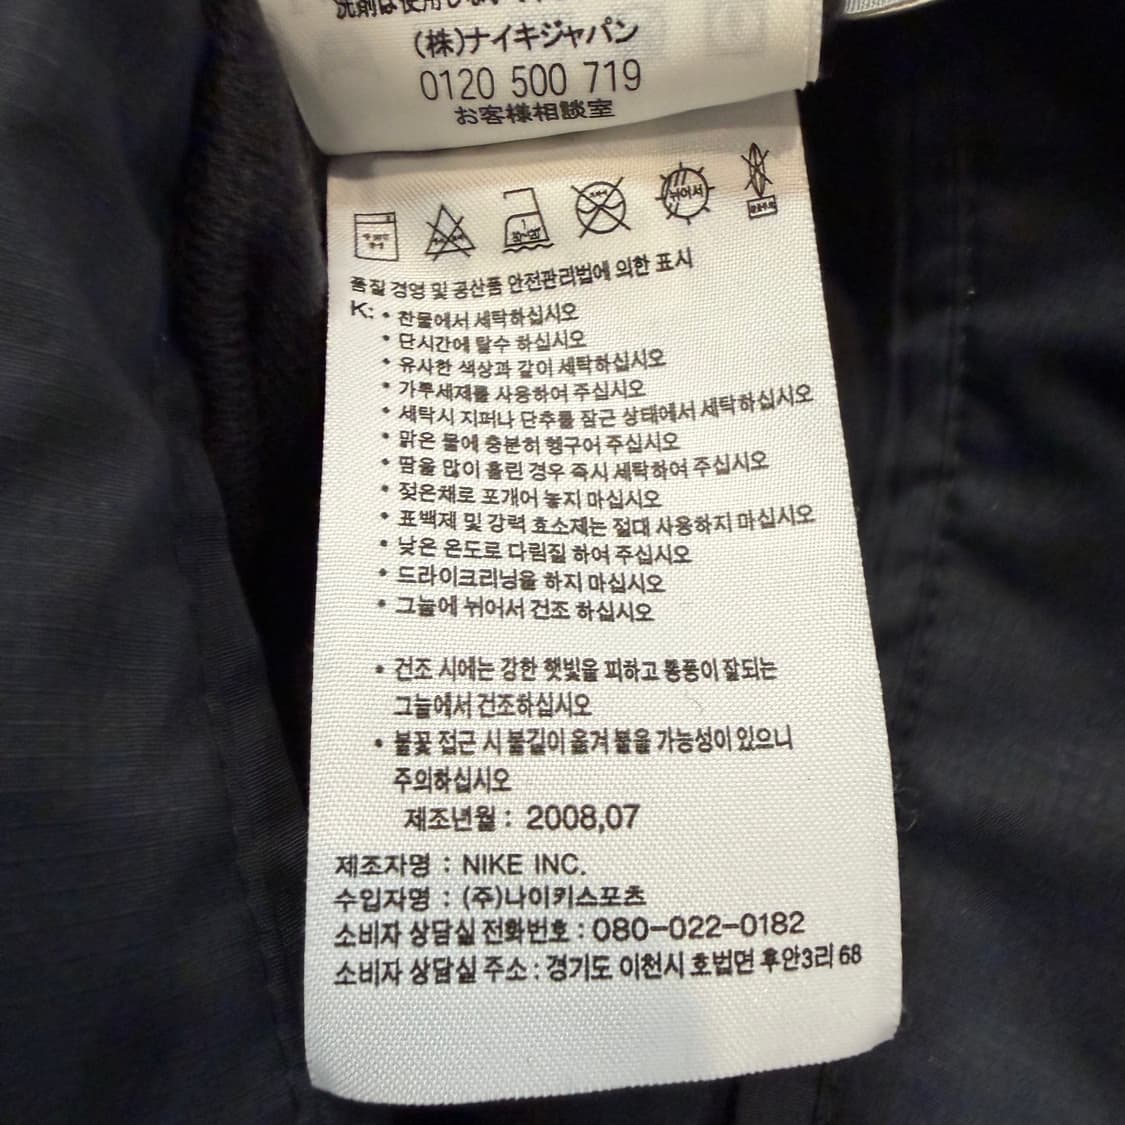 洗剤は使用しない
(株)ナイキジャパン
0120 500 719
お客様相談室
뉘어서
품질 경영 및 공산품 안전관리법에 의한 표시
K: • 찬물에서 세탁하십시오
• 단시간에 탈수 하십시오
• 유사한 색상과 같이 세탁하십시오
• 가루세제를 사용하여 주십시오
• 세탁시 지퍼나 단추를 잠근 상태에서 세탁하십시오
• 맑은 물에 충분히 헹구어 주십시오
• 땀을 많이 흘린 경우 즉시 세탁하여 주십시오
• 젖은채로 포개어 놓지 마십시오
• 표백제 및 강력 효소제는 절대 사용하지 마십시오
• 낮은 온도로 다림질 하여 주십시오
• 드라이크리닝을 하지 마십시오
• 그늘에 뉘어서 건조 하십시오
• 건조 시에는 강한 햇빛을 피하고 통풍이 잘되는
그늘에서 건조하십시오
• 불꽃 접근 시 불길이 옮겨 붙을 가능성이 있으니
주의하십시오
제조년월 : 2008,07
제조자명 : NIKE INC.
수입자명 : (주)나이키스포츠
소비자 상담실 전화번호 : 080-022-0182
소비자 상담실 주소 : 경기도 이천시 호법면 후안3리 68